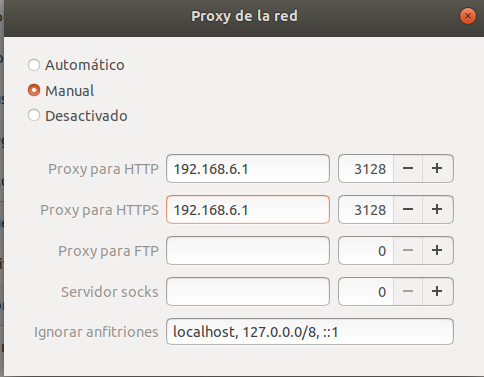 Proxy de la red
Automático
Manual
Desactivado
Proxy para HTTP 192.168.6.1 3128 − +
Proxy para HTTPS 192.168.6.1 3128 − +
Proxy para FTP 0 − +
Servidor socks 0 − +
Ignorar anfitriones localhost, 127.0.0.0/8, ::1